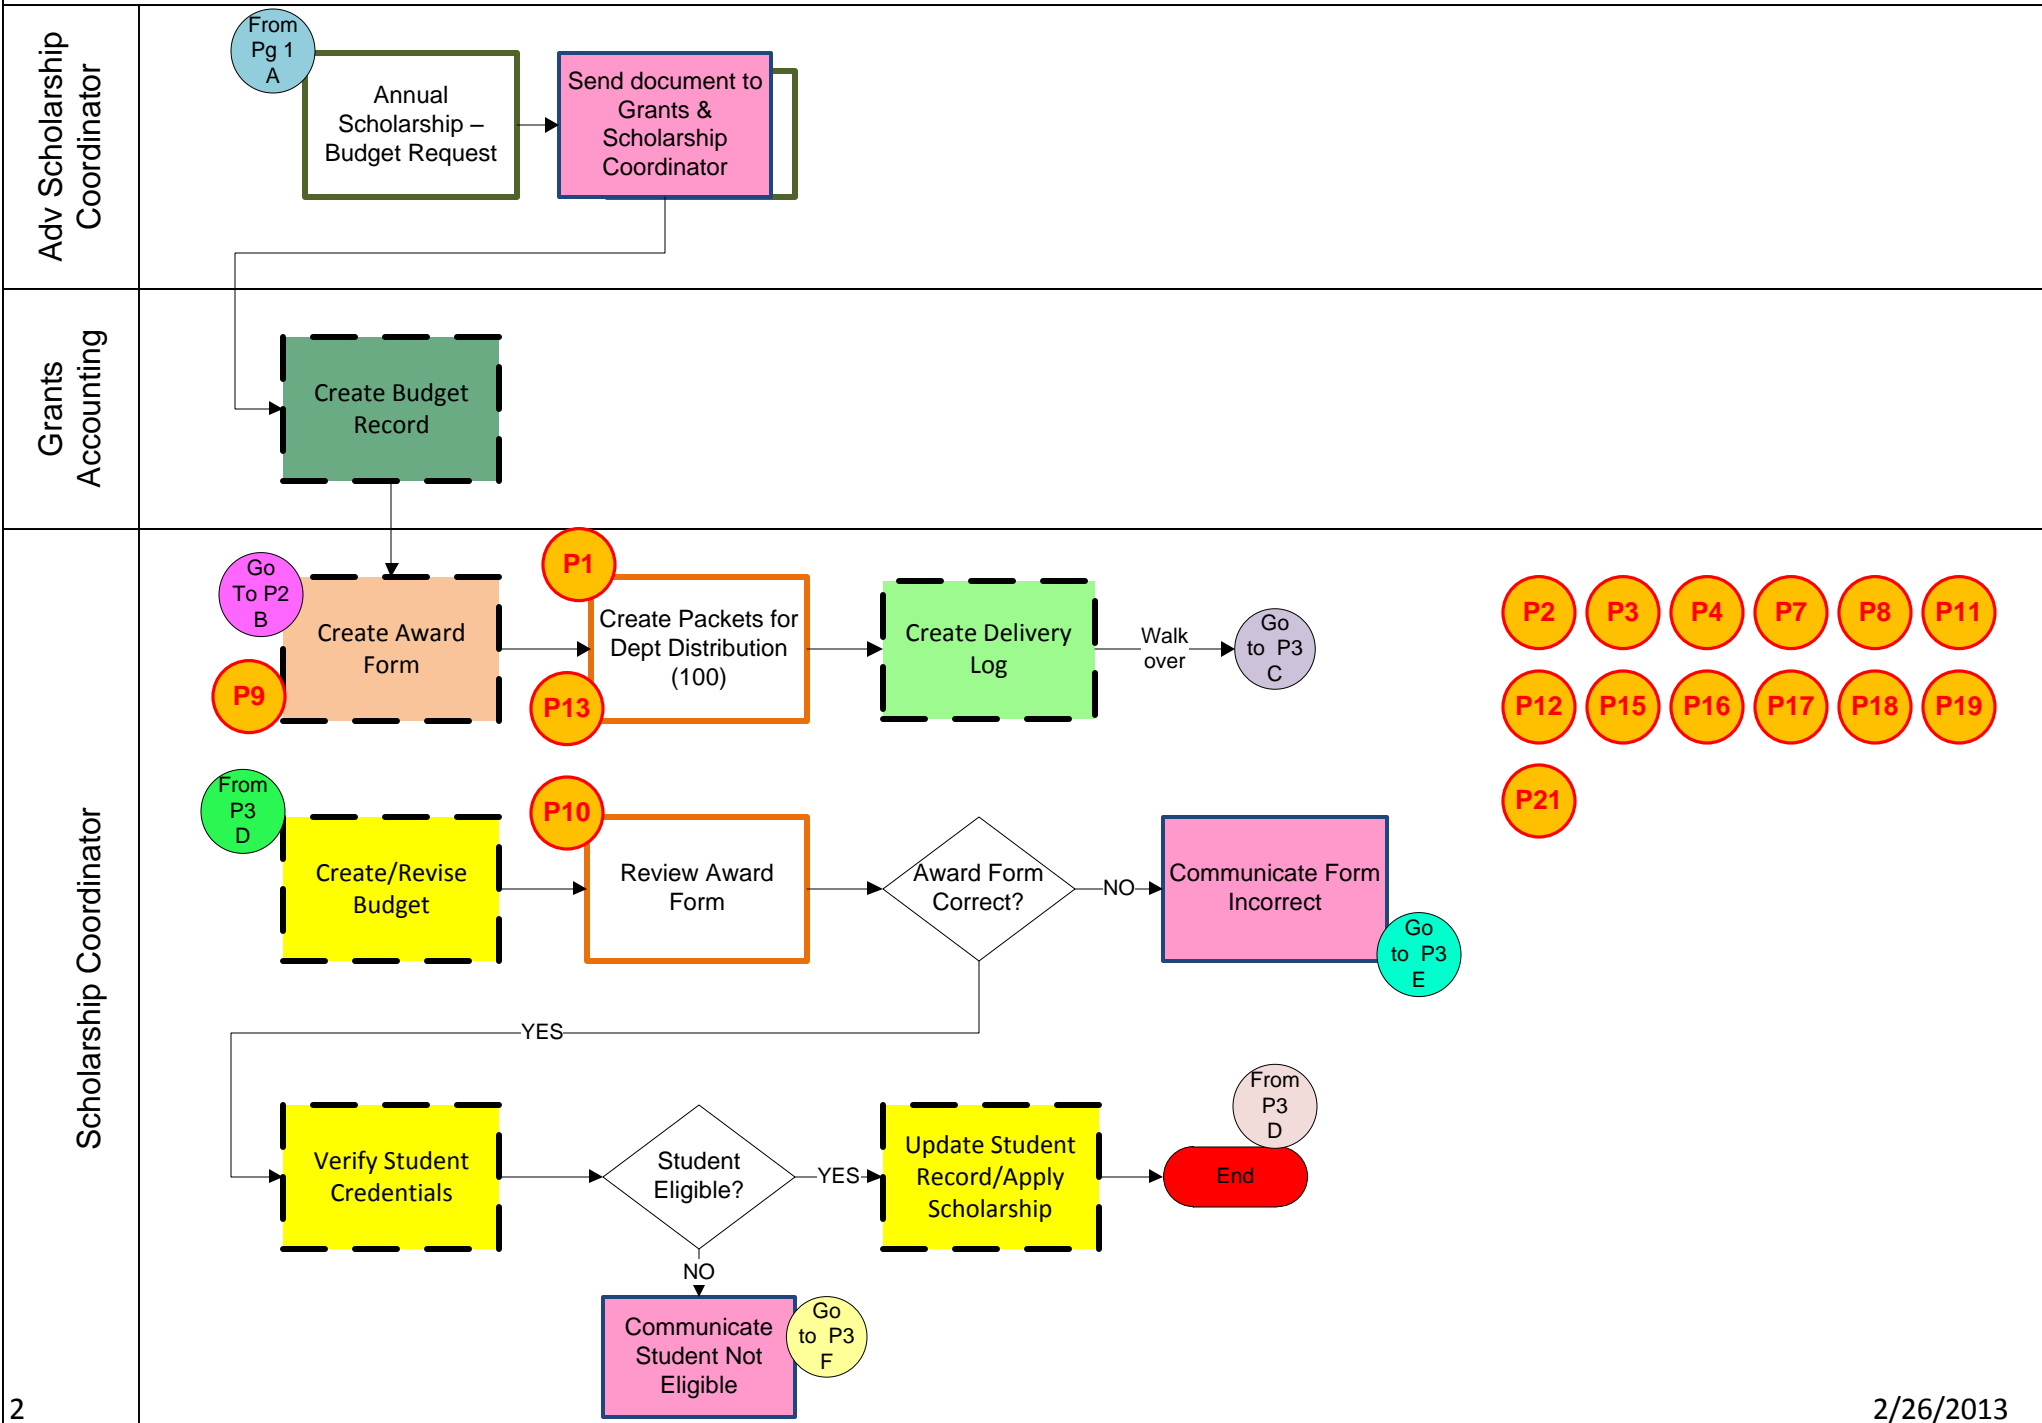 Adv Scholarship
Coordinator
From
Pg 1
A
Annual
Scholarship –
Budget Request
Send document to
Grants &
Scholarship
Coordinator
Grants
Accounting
Create Budget
Record
Scholarship Coordinator
Go
To P2
B
P9
Create Award
Form
P1
P13
Create Packets for
Dept Distribution
(100)
Create Delivery
Log
Walk
over
Go
to P3
C
P2
P3
P4
P7
P8
P11
P12
P15
P16
P17
P18
P19
P21
From
P3
D
Create/Revise
Budget
P10
Review Award
Form
Award Form
Correct?
NO
Communicate Form
Incorrect
Go
to P3
E
YES
Verify Student
Credentials
Student
Eligible?
YES
Update Student
Record/Apply
Scholarship
From
P3
D
End
NO
Communicate
Student Not
Eligible
Go
to P3
F
2
2/26/2013